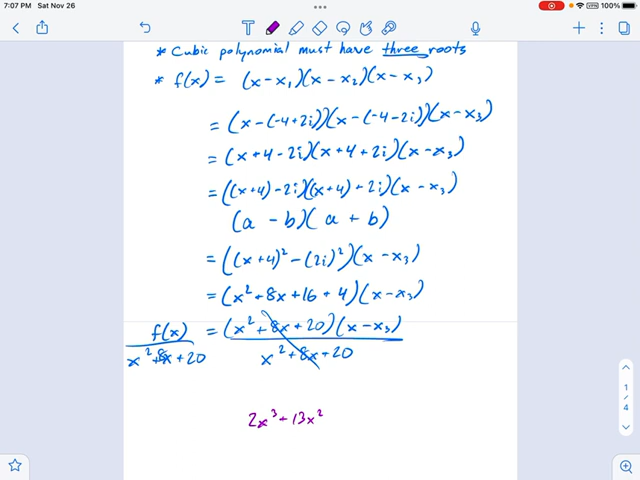 7:07 PM Sat Nov 26
100%
* Cubic polynomial must have three roots
* f(x) = (x-x₁)(x-x₂)(x-x₃)
= (x-(-4+2i))(x-(-4-2i))(x-x₃)
= (x+4-2i)(x+4+2i)(x-x₃)
= ((x+4)-2i)((x+4)+2i)(x-x₃)
(a - b)(a + b)
= ((x+4)²-(2i)²)(x-x₃)
= (x²+8x+16+4)(x-x₃)
f(x) = (x²+8x+20)(x-x₃)
x²+8x+20 x²+8x+20
2x³+13x²
1
/
4